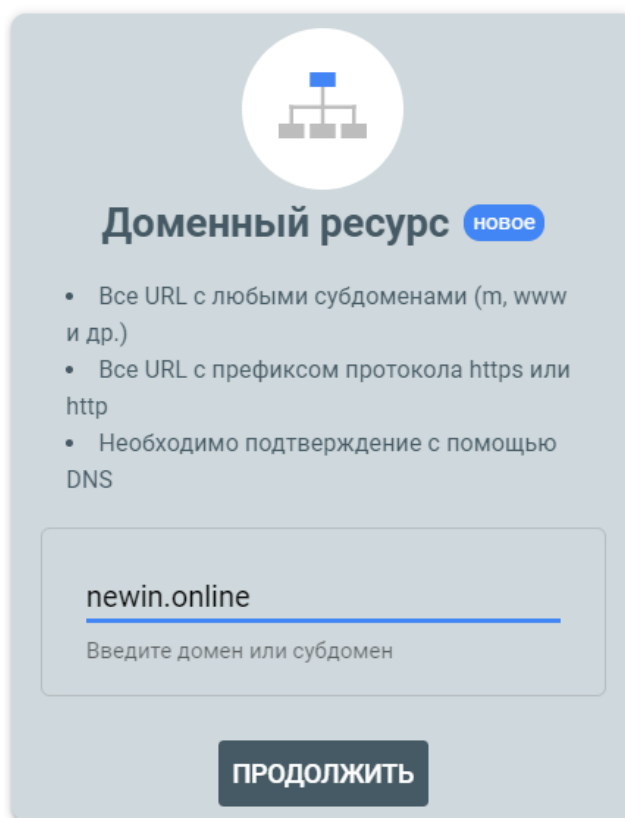 Доменный ресурс новое
• Все URL с любыми субдоменами (m, www
и др.)
• Все URL с префиксом протокола https или
http
• Необходимо подтверждение с помощью
DNS
newin.online
Введите домен или субдомен
ПРОДОЛЖИТЬ